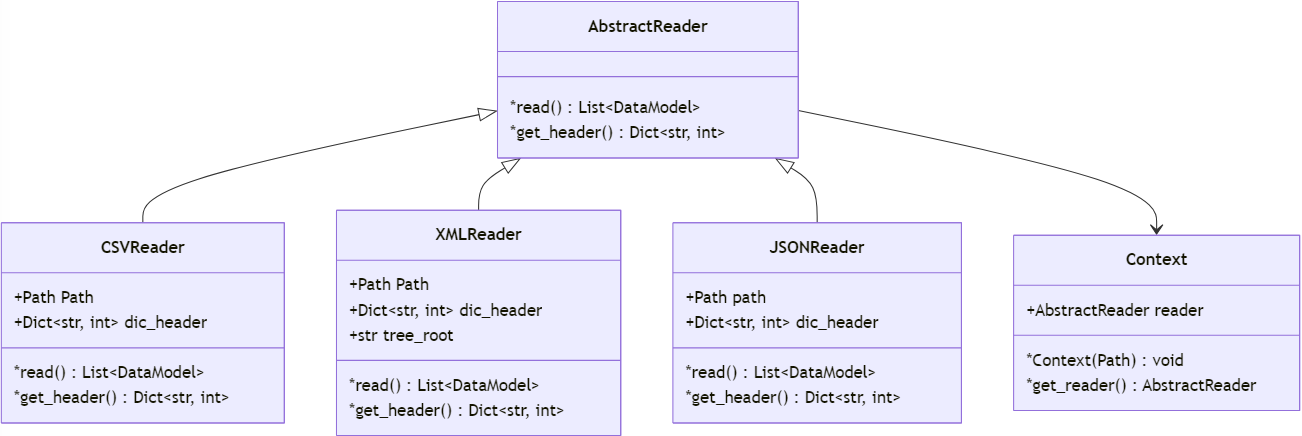 AbstractReader
*read() : List<DataModel>
*get_header() : Dict<str, int>
CSVReader
+Path Path
+Dict<str, int> dic_header
*read() : List<DataModel>
*get_header() : Dict<str, int>
XMLReader
+Path Path
+Dict<str, int> dic_header
+str tree_root
*read() : List<DataModel>
*get_header() : Dict<str, int>
JSONReader
+Path path
+Dict<str, int> dic_header
*read() : List<DataModel>
*get_header() : Dict<str, int>
Context
+AbstractReader reader
*Context(Path) : void
*get_reader() : AbstractReader